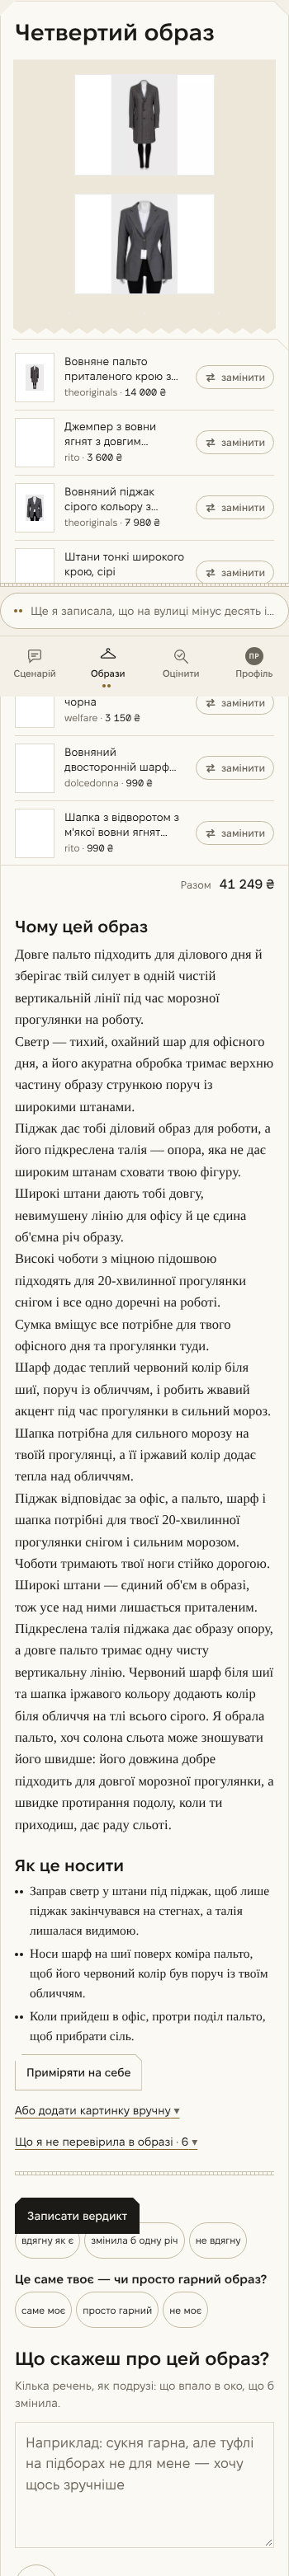 Четвертий образ
Вовняне пальто
приталеного крою з...
theoriginals · 14 000 ₴
замінити
Джемпер з вовни
ягнят з довгим...
rito · 3 600 ₴
замінити
Вовняний піджак
сірого кольору з...
theoriginals · 7 980 ₴
замінити
Штани тонкі широкого
крою, сірі
замінити
Ще я записала, що на вулиці мінус десять і...
Сценарій
Образи
Оцінити
ПР
Профіль
чорна
welfare · 3 150 ₴
замінити
Вовняний
двосторонній шарф...
dolcedonna · 990 ₴
замінити
Шапка з відворотом з
м'якої вовни ягнят...
rito · 990 ₴
замінити
Разом 41 249 ₴
Чому цей образ
Довге пальто підходить для ділового дня й
зберігає твій силует в одній чистій
вертикальній лінії під час морозної
прогулянки на роботу.
Светр — тихий, охайний шар для офісного
дня, а його акуратна обробка тримає верхню
частину образу стрункою поруч із
широкими штанами.
Піджак дає тобі діловий образ для роботи, а
його підкреслена талія — опора, яка не дає
широким штанам сховати твою фігуру.
Широкі штани дають тобі довгу,
невимушену лінію для офісу й це єдина
об'ємна річ образу.
Високі чоботи з міцною підошвою
підходять для 20-хвилинної прогулянки
снігом і все одно доречні на роботі.
Сумка вміщує все потрібне для твого
офісного дня та прогулянки туди.
Шарф додає теплий червоний колір біля
шиї, поруч із обличчям, і робить жвавий
акцент під час прогулянки в сильний мороз.
Шапка потрібна для сильного морозу на
твоїй прогулянці, а її іржавий колір додає
тепла над обличчям.
Піджак відповідає за офіс, а пальто, шарф і
шапка потрібні для твоєї 20-хвилинної
прогулянки снігом і сильним морозом.
Чоботи тримають твої ноги стійко дорогою.
Широкі штани — єдиний об'єм в образі,
тож усе над ними лишається приталеним.
Підкреслена талія піджака дає образу опору,
а довге пальто тримає одну чисту
вертикальну лінію. Червоний шарф біля шиї
та шапка іржавого кольору додають колір
біля обличчя на тлі всього сірого. Я обрала
пальто, хоч солона сльота може зношувати
його швидше: його довжина добре
підходить для довгої морозної прогулянки, а
швидке протирання подолу, коли ти
приходиш, дає раду сльоті.
Як це носити
•• Заправ светр у штани під піджак, щоб лише
піджак закінчувався на стегнах, а талія
лишалася видимою.
•• Носи шарф на шиї поверх коміра пальто,
щоб його червоний колір був поруч із твоїм
обличчям.
•• Коли прийдеш в офіс, протри поділ пальто,
щоб прибрати сіль.
Приміряти на себе
Або додати картинку вручну ▾
Що я не перевірила в образі · 6 ▾
Записати вердикт
вдягну як є
змінила б одну річ
не вдягну
Це саме твоє — чи просто гарний образ?
саме моє
просто гарний
не моє
Що скажеш про цей образ?
Кілька речень, як подрузі: що впало в око, що б
змінила.
Наприклад: сукня гарна, але туфлі
на підборах не для мене — хочу
щось зручніше